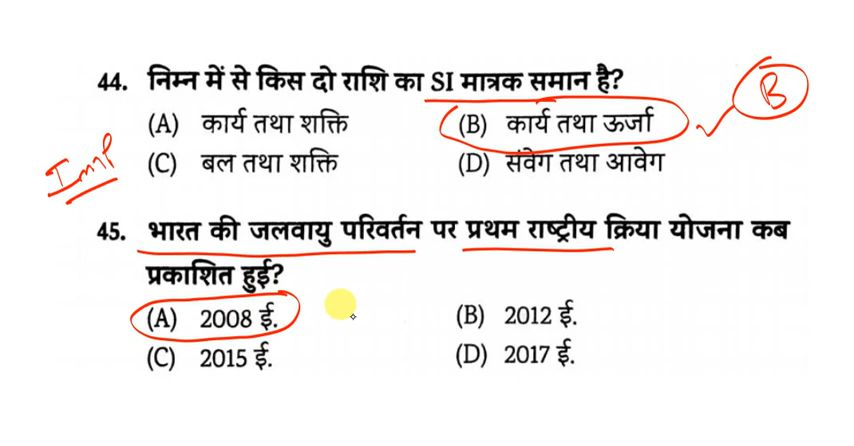 44. निम्न में से किस दो राशि का SI मात्रक समान है?
(A) कार्य तथा शक्ति (B) कार्य तथा ऊर्जा
B
(C) बल तथा शक्ति (D) संवेग तथा आवेग
Imp
45. भारत की जलवायु परिवर्तन पर प्रथम राष्ट्रीय क्रिया योजना कब
प्रकाशित हुई?
(A) 2008 ई. (B) 2012 ई.
(C) 2015 ई. (D) 2017 ई.